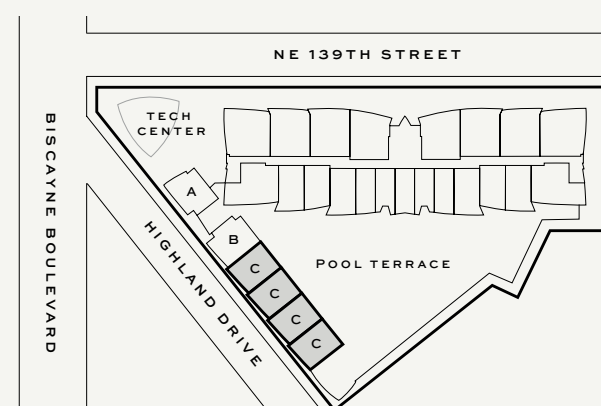 NE 139TH STREET
TECH
CENTER
BISCAYNE BOULEVARD
A
HIGHLAND DRIVE
B
POOL TERRACE
C
C
C
C